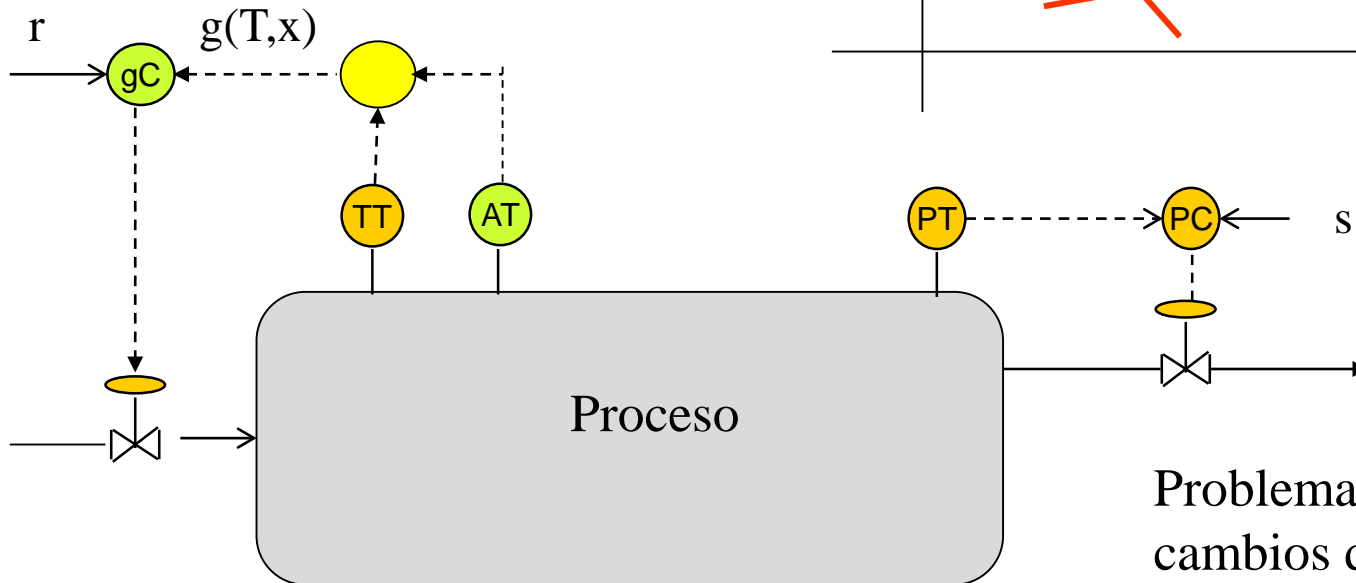 r
g(T,x)
gC
TT
AT
PT
PC
s
Proceso
Problema
cambios